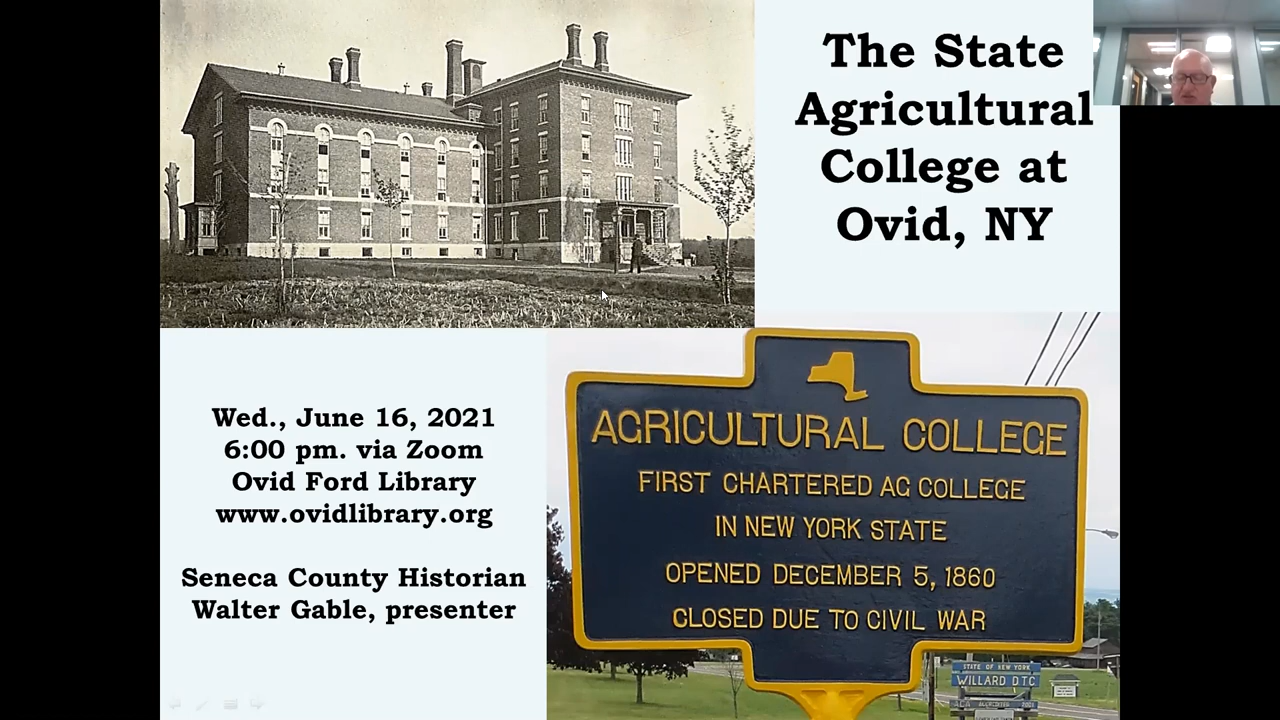 The State
Agricultural
College at
Ovid, NY
Wed., June 16, 2021
6:00 pm. via Zoom
Ovid Ford Library
www.ovidlibrary.org
Seneca County Historian
Walter Gable, presenter
AGRICULTURAL COLLEGE
FIRST CHARTERED AG COLLEGE
IN NEW YORK STATE
OPENED DECEMBER 5, 1860
CLOSED DUE TO CIVIL WAR
STATE OF NEW YORK
WILLARD DTC